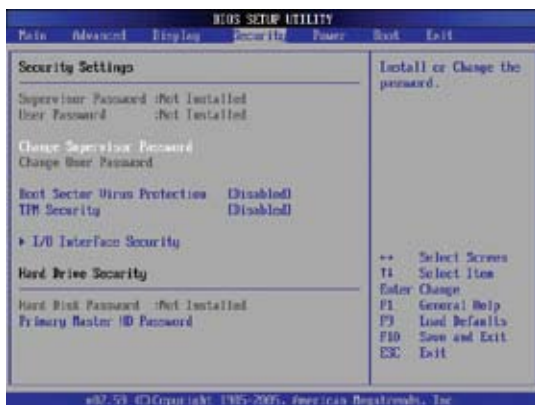 BIOS SETUP UTILITY
Main Advanced Display Security Power Boot Exit
Security Settings
Install or Change the
password.
Supervisor Password :Not Installed
User Password :Not Installed
Change Supervisor Password
Change User Password
Boot Sector Virus Protection [Disabled]
TPM Security [Disabled]
▸ I/O Interface Security
Hard Drive Security
Hard Disk Password :Not Installed
Primary Master HD Password
↔ Select Screen
↑↓ Select Item
Enter Change
F1 General Help
F9 Load Defaults
F10 Save and Exit
ESC Exit
v02.59 (C)Copyright 1985-2005, American Megatrends, Inc